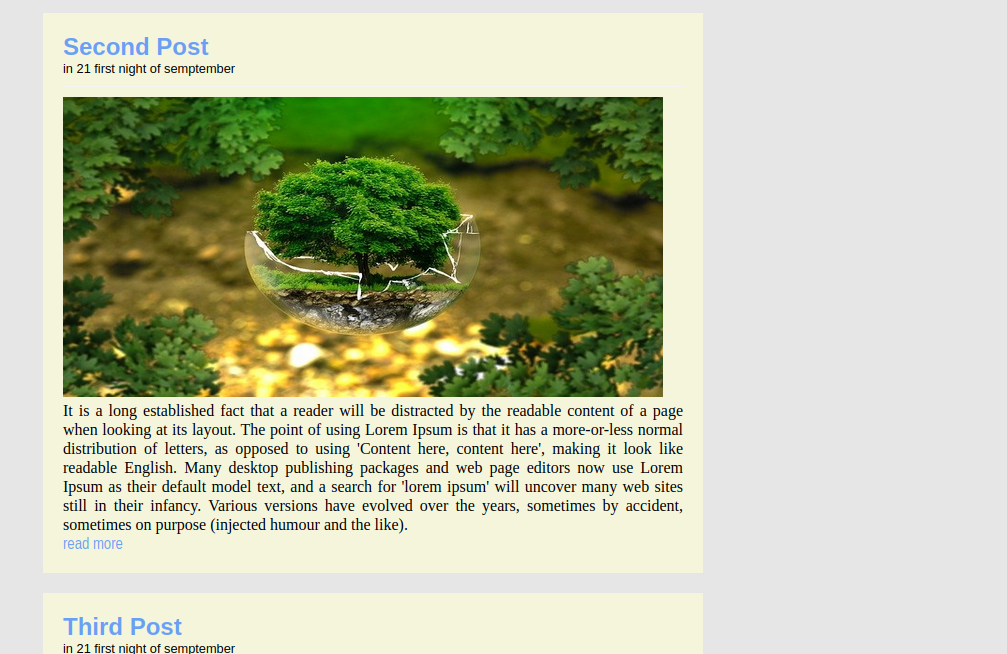 Second Post
in 21 first night of semptember
It is a long established fact that a reader will be distracted by the readable content of a page
when looking at its layout. The point of using Lorem Ipsum is that it has a more-or-less normal
distribution of letters, as opposed to using 'Content here, content here', making it look like
readable English. Many desktop publishing packages and web page editors now use Lorem
Ipsum as their default model text, and a search for 'lorem ipsum' will uncover many web sites
still in their infancy. Various versions have evolved over the years, sometimes by accident,
sometimes on purpose (injected humour and the like).
read more
Third Post
in 21 first night of semptember